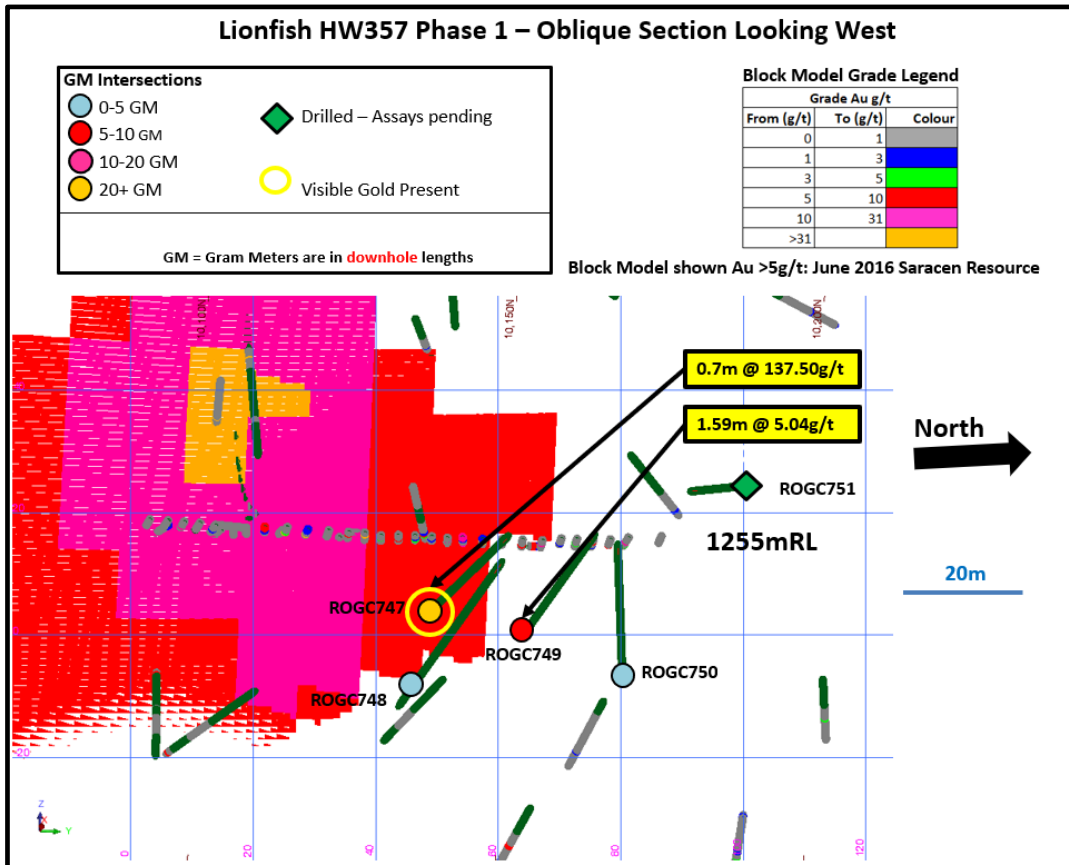 Lionfish HW357 Phase 1 – Oblique Section Looking West
GM Intersections
0-5 GM
5-10 GM
10-20 GM
20+ GM
Drilled – Assays pending
Visible Gold Present
GM = Gram Meters are in downhole lengths
Block Model Grade Legend
Grade Au g/t
From (g/t) To (g/t) Colour
0 1
1 3
3 5
5 10
10 31
>31
Block Model shown Au >5g/t: June 2016 Saracen Resource
10,100N
10,150N
10,200N
0.7m @ 137.50g/t
1.59m @ 5.04g/t
North
ROGC751
1255mRL
20m
ROGC747
ROGC749
ROGC748
ROGC750
-20
Z
X
Y
0
20
40
60
80
100
120